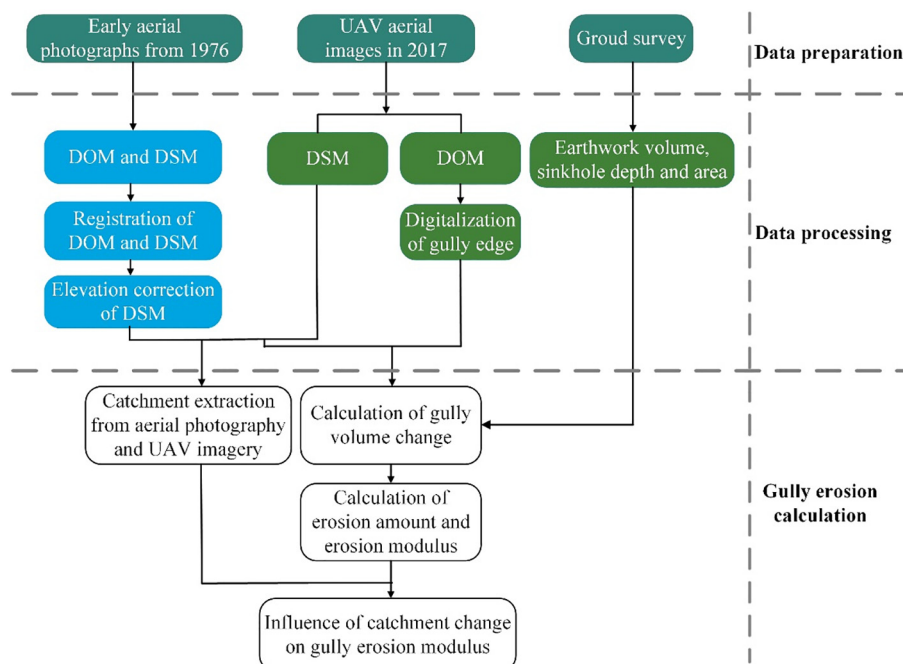 Early aerial
photographs from 1976
UAV aerial
images in 2017
Groud survey
Data preparation
DOM and DSM
DSM
DOM
Earthwork volume,
sinkhole depth and area
Registration of
DOM and DSM
Digitalization
of gully edge
Data processing
Elevation correction
of DSM
Catchment extraction
from aerial photography
and UAV imagery
Calculation of gully
volume change
Calculation of
erosion amount and
erosion modulus
Gully erosion
calculation
Influence of catchment change
on gully erosion modulus